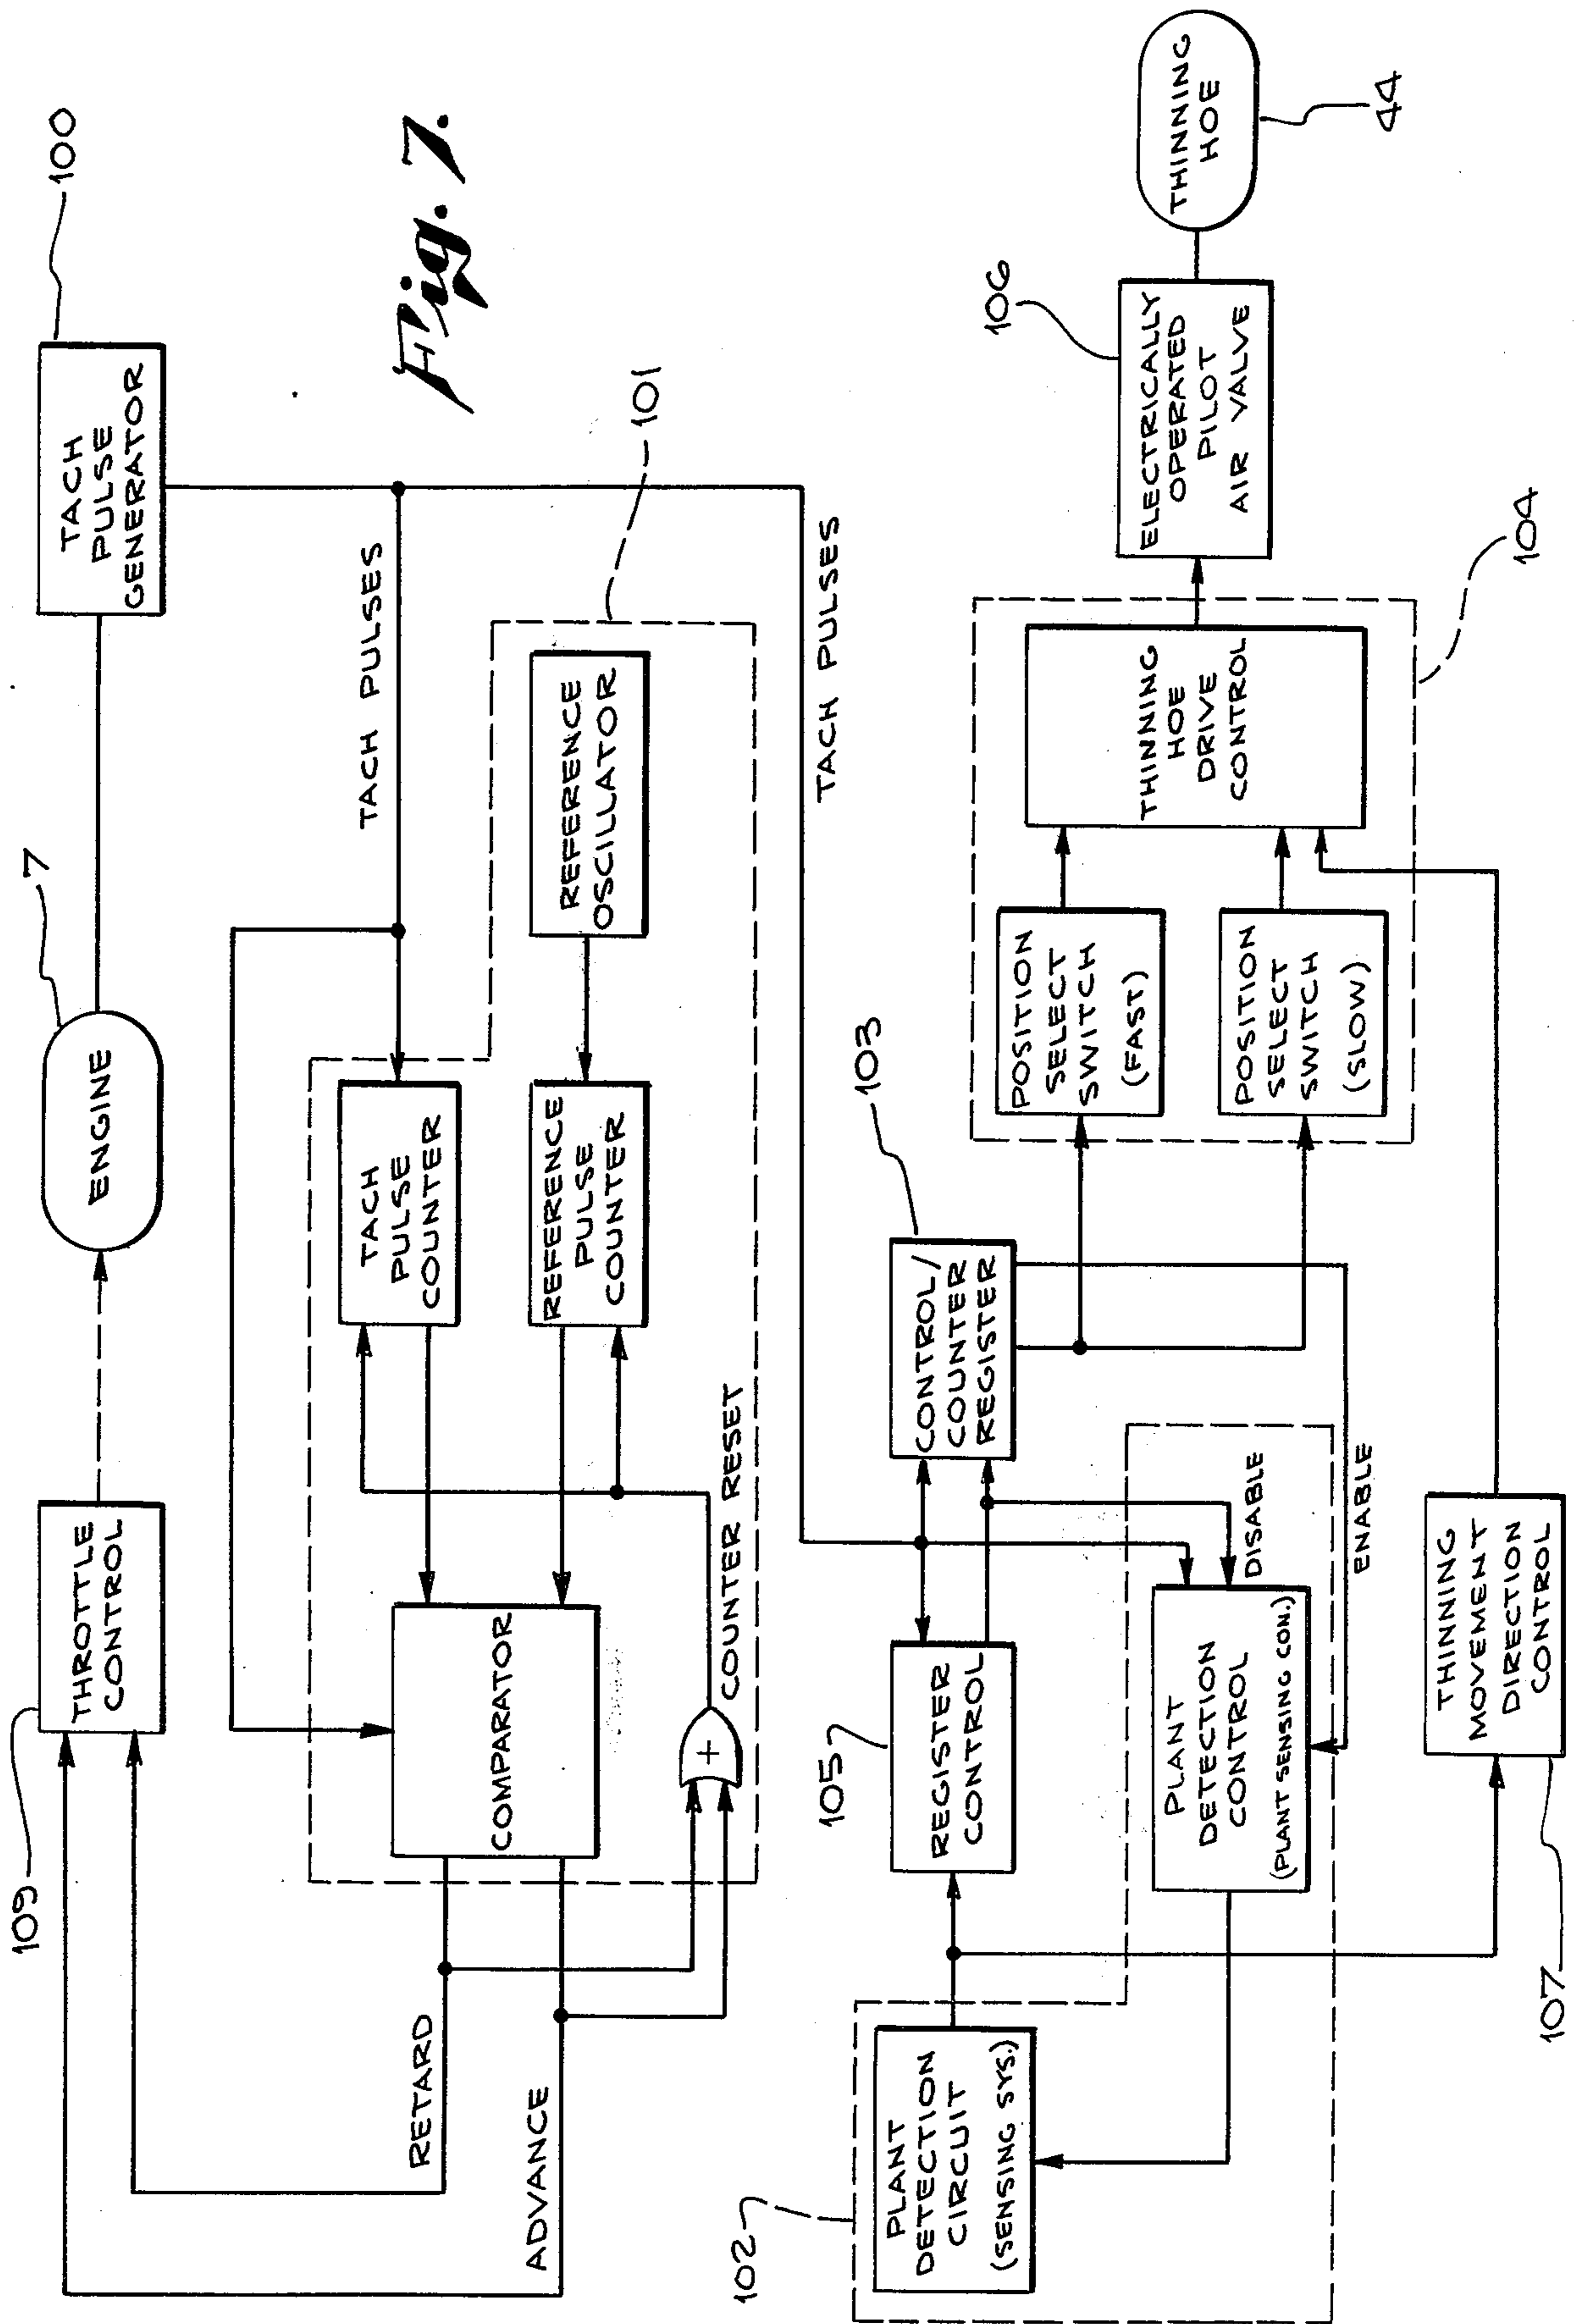 109
THROTTLE
CONTROL
ENGINE
7
TACH
PULSE
GENERATOR
100
Fig. 7.
TACH PULSES
RETARD
ADVANCE
COMPARATOR
+
COUNTER RESET
TACH
PULSE
COUNTER
REFERENCE
PULSE
COUNTER
REFERENCE
OSCILLATOR
101
TACH PULSES
102
PLANT
DETECTION
CIRCUIT
(SENSING SYS.)
105
REGISTER
CONTROL
PLANT
DETECTION
CONTROL
(PLANT SENSING CON.)
DISABLE
ENABLE
103
CONTROL/
COUNTER
REGISTER
POSITION
SELECT
SWITCH
(FAST)
POSITION
SELECT
SWITCH
(SLOW)
THINNING
HOE
DRIVE
CONTROL
104
106
ELECTRICALLY
OPERATED
PILOT
AIR VALVE
THINNING
HOE
44
107
THINNING
MOVEMENT
DIRECTION
CONTROL